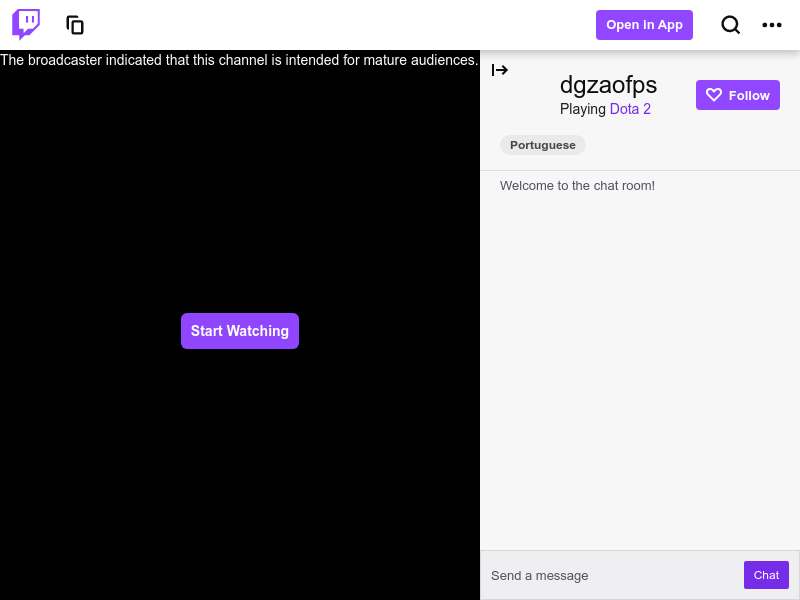 Open in App
The broadcaster indicated that this channel is intended for mature audiences.
Start Watching
dgzaofps
Playing Dota 2
Follow
Portuguese
Welcome to the chat room!
Send a message
Chat